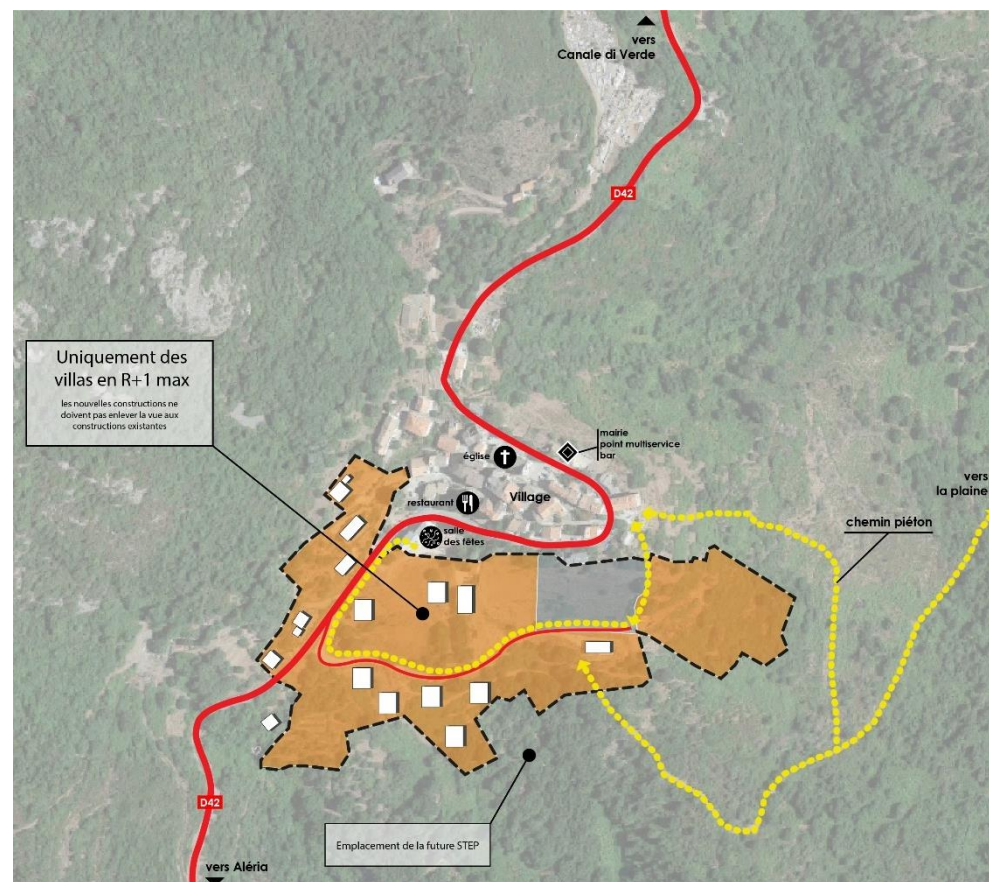 vers
Canale di Verde
D42
Uniquement des
villas en R+1 max
les nouvelles constructions ne
doivent pas enlever la vue aux
constructions existantes
mairie
point multiservice
bar
église
Village
restaurant
salle
des fêtes
vers
la plaine
chemin piéton
D42
Emplacement de la future STEP
vers Aléria